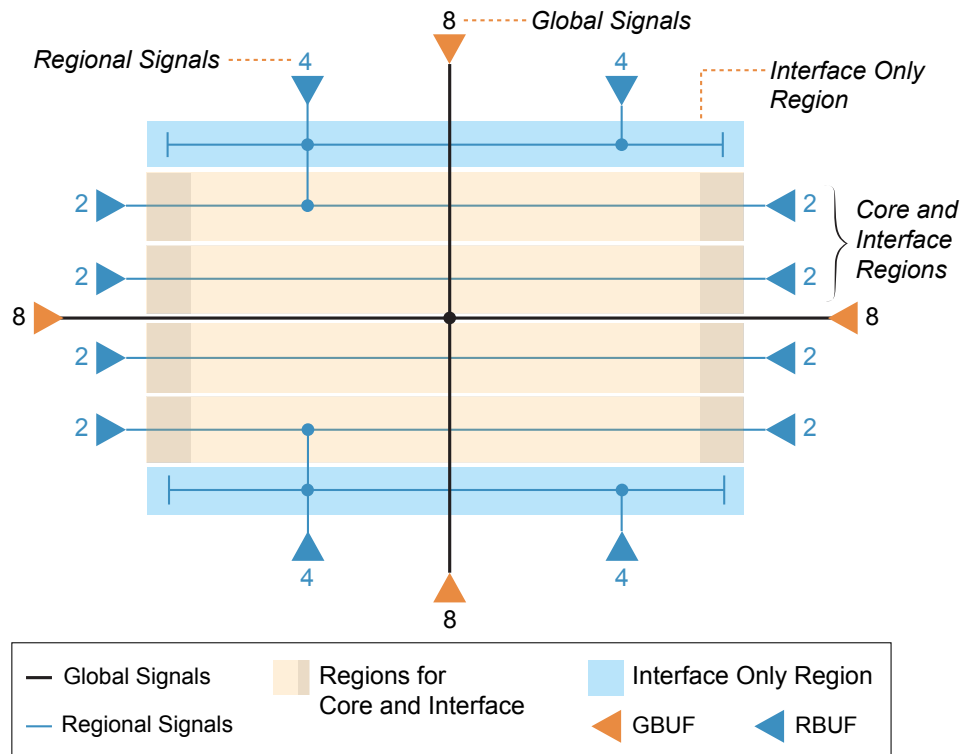 8
Global Signals
Regional Signals
4
4
Interface Only
Region
2
2
Core and
Interface
Regions
2
2
8
8
2
2
2
2
4
4
8
Global Signals
Regions for
Core and Interface
Interface Only Region
Regional Signals
GBUF
RBUF